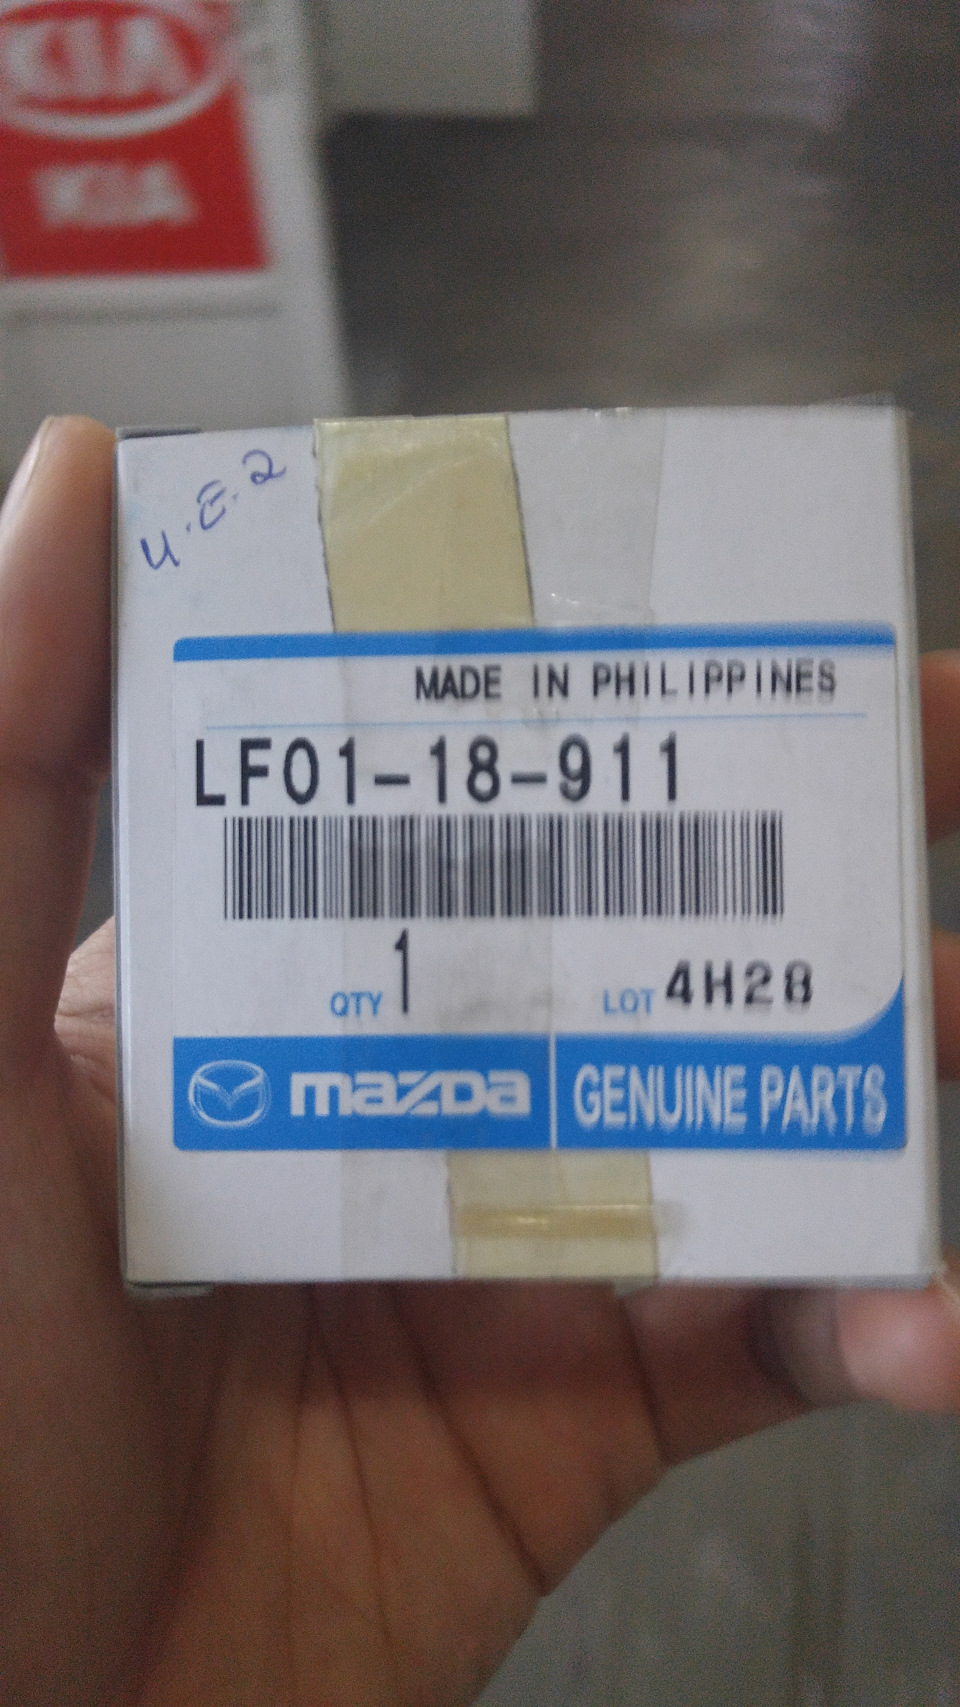 KIA
KIA
U.E.2
MADE IN PHILIPPINES
LF01-18-911
QTY 1
LOT 4H28
mazda
GENUINE PARTS